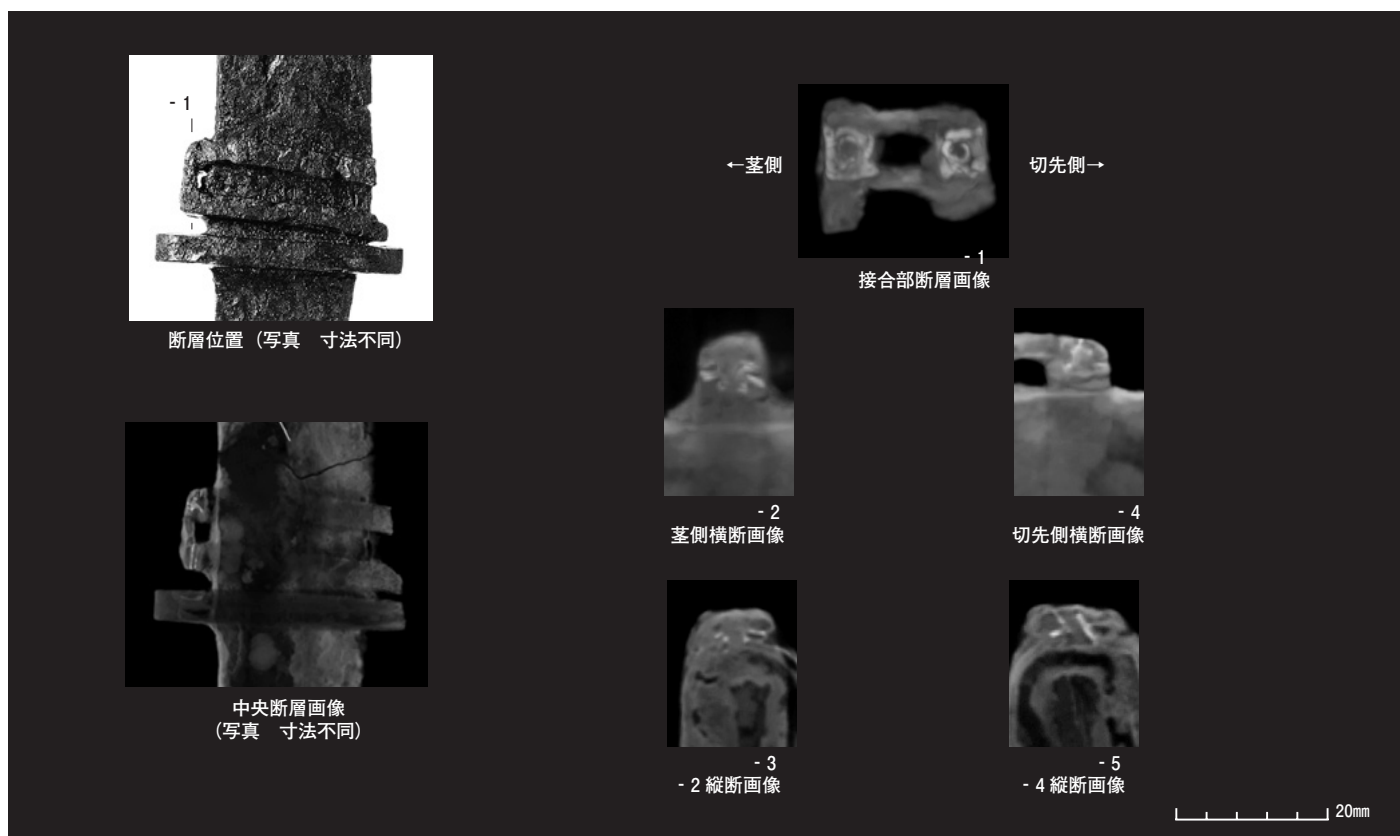 - 1
断層位置（写真　寸法不同）
中央断層画像
（写真　寸法不同）
←茎側
切先側→
- 1
接合部断層画像
- 2
茎側横断画像
- 4
切先側横断画像
- 3
- 2 縦断画像
- 5
- 4 縦断画像
20㎜